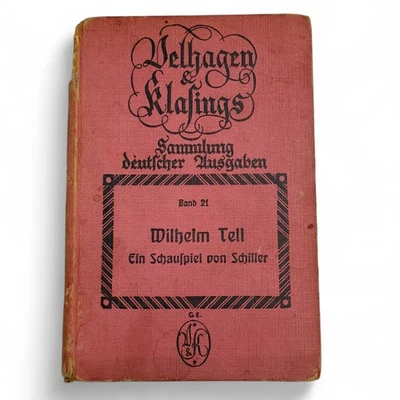 Velhagen
&
Klasings
Sammlung
deutscher Ausgaben
Band 21
Wilhelm Tell
Ein Schauspiel von Schiller
G.E.
V&K